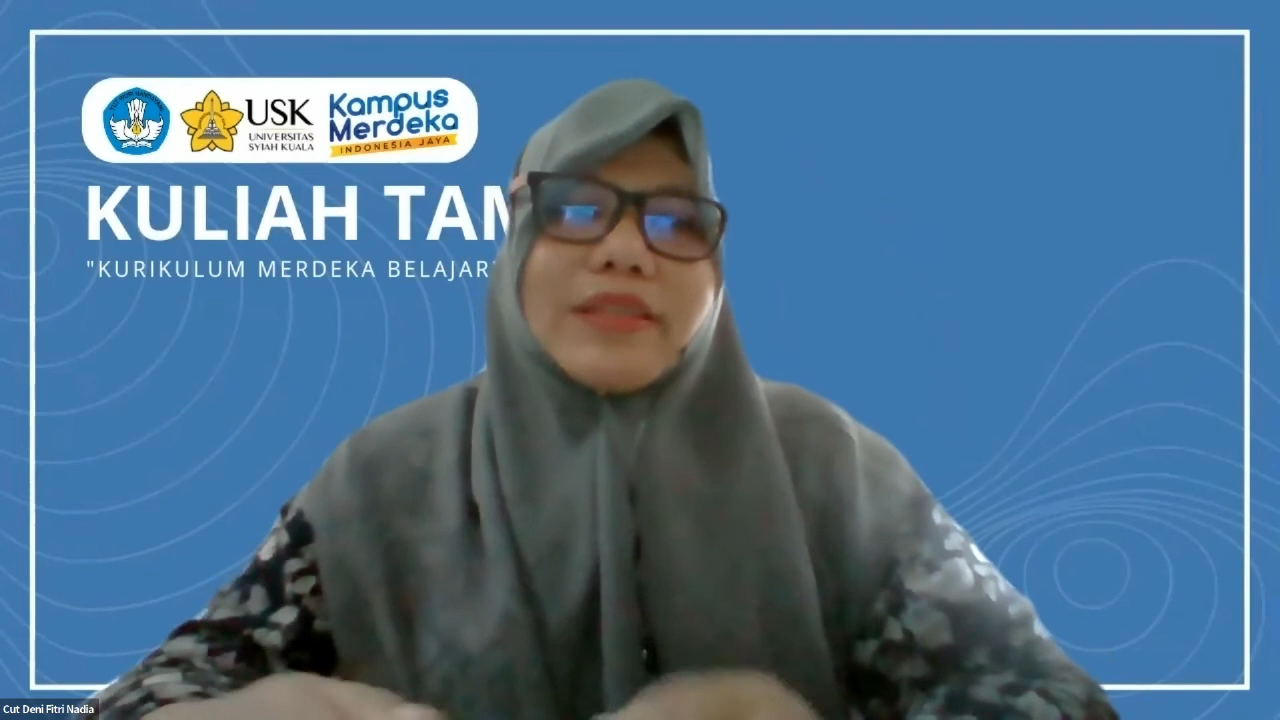 USK
UNIVERSITAS
SYIAH KUALA
Kampus
Merdeka
INDONESIA JAYA
KULIAH TAM
"KURIKULUM MERDEKA BELAJAR"
Cut Deni Fitri Nadia